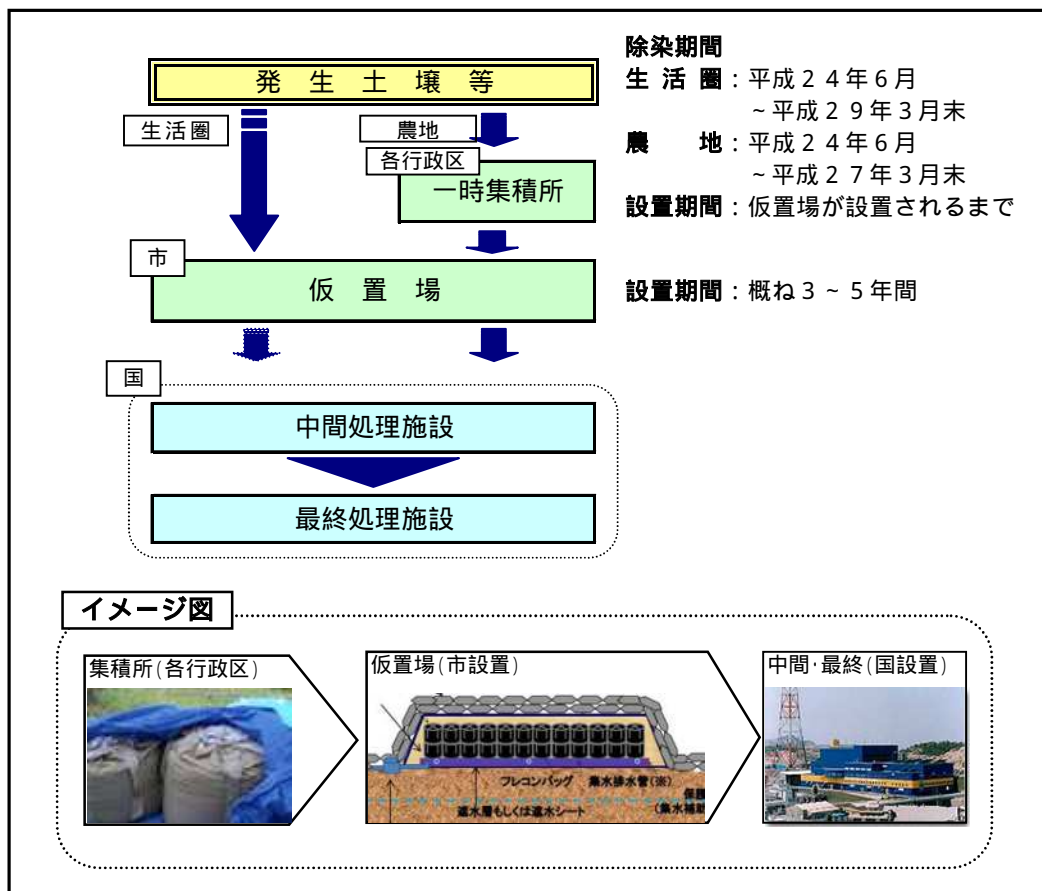 除染期間
発生土壌等
生活圏：平成２４年６月
～平成２９年３月末
生活圏
農地
農地：平成２４年６月
～平成２７年３月末
各行政区
一時集積所
設置期間：仮置場が設置されるまで
市
仮置場
設置期間：概ね３～５年間
国
中間処理施設
最終処理施設
イメージ図
集積所(各行政区)
仮置場(市設置)
中間・最終(国設置)
フレコンバッグ
集水排水管(※)
保護
遮水層もしくは遮水シート
(集水補助